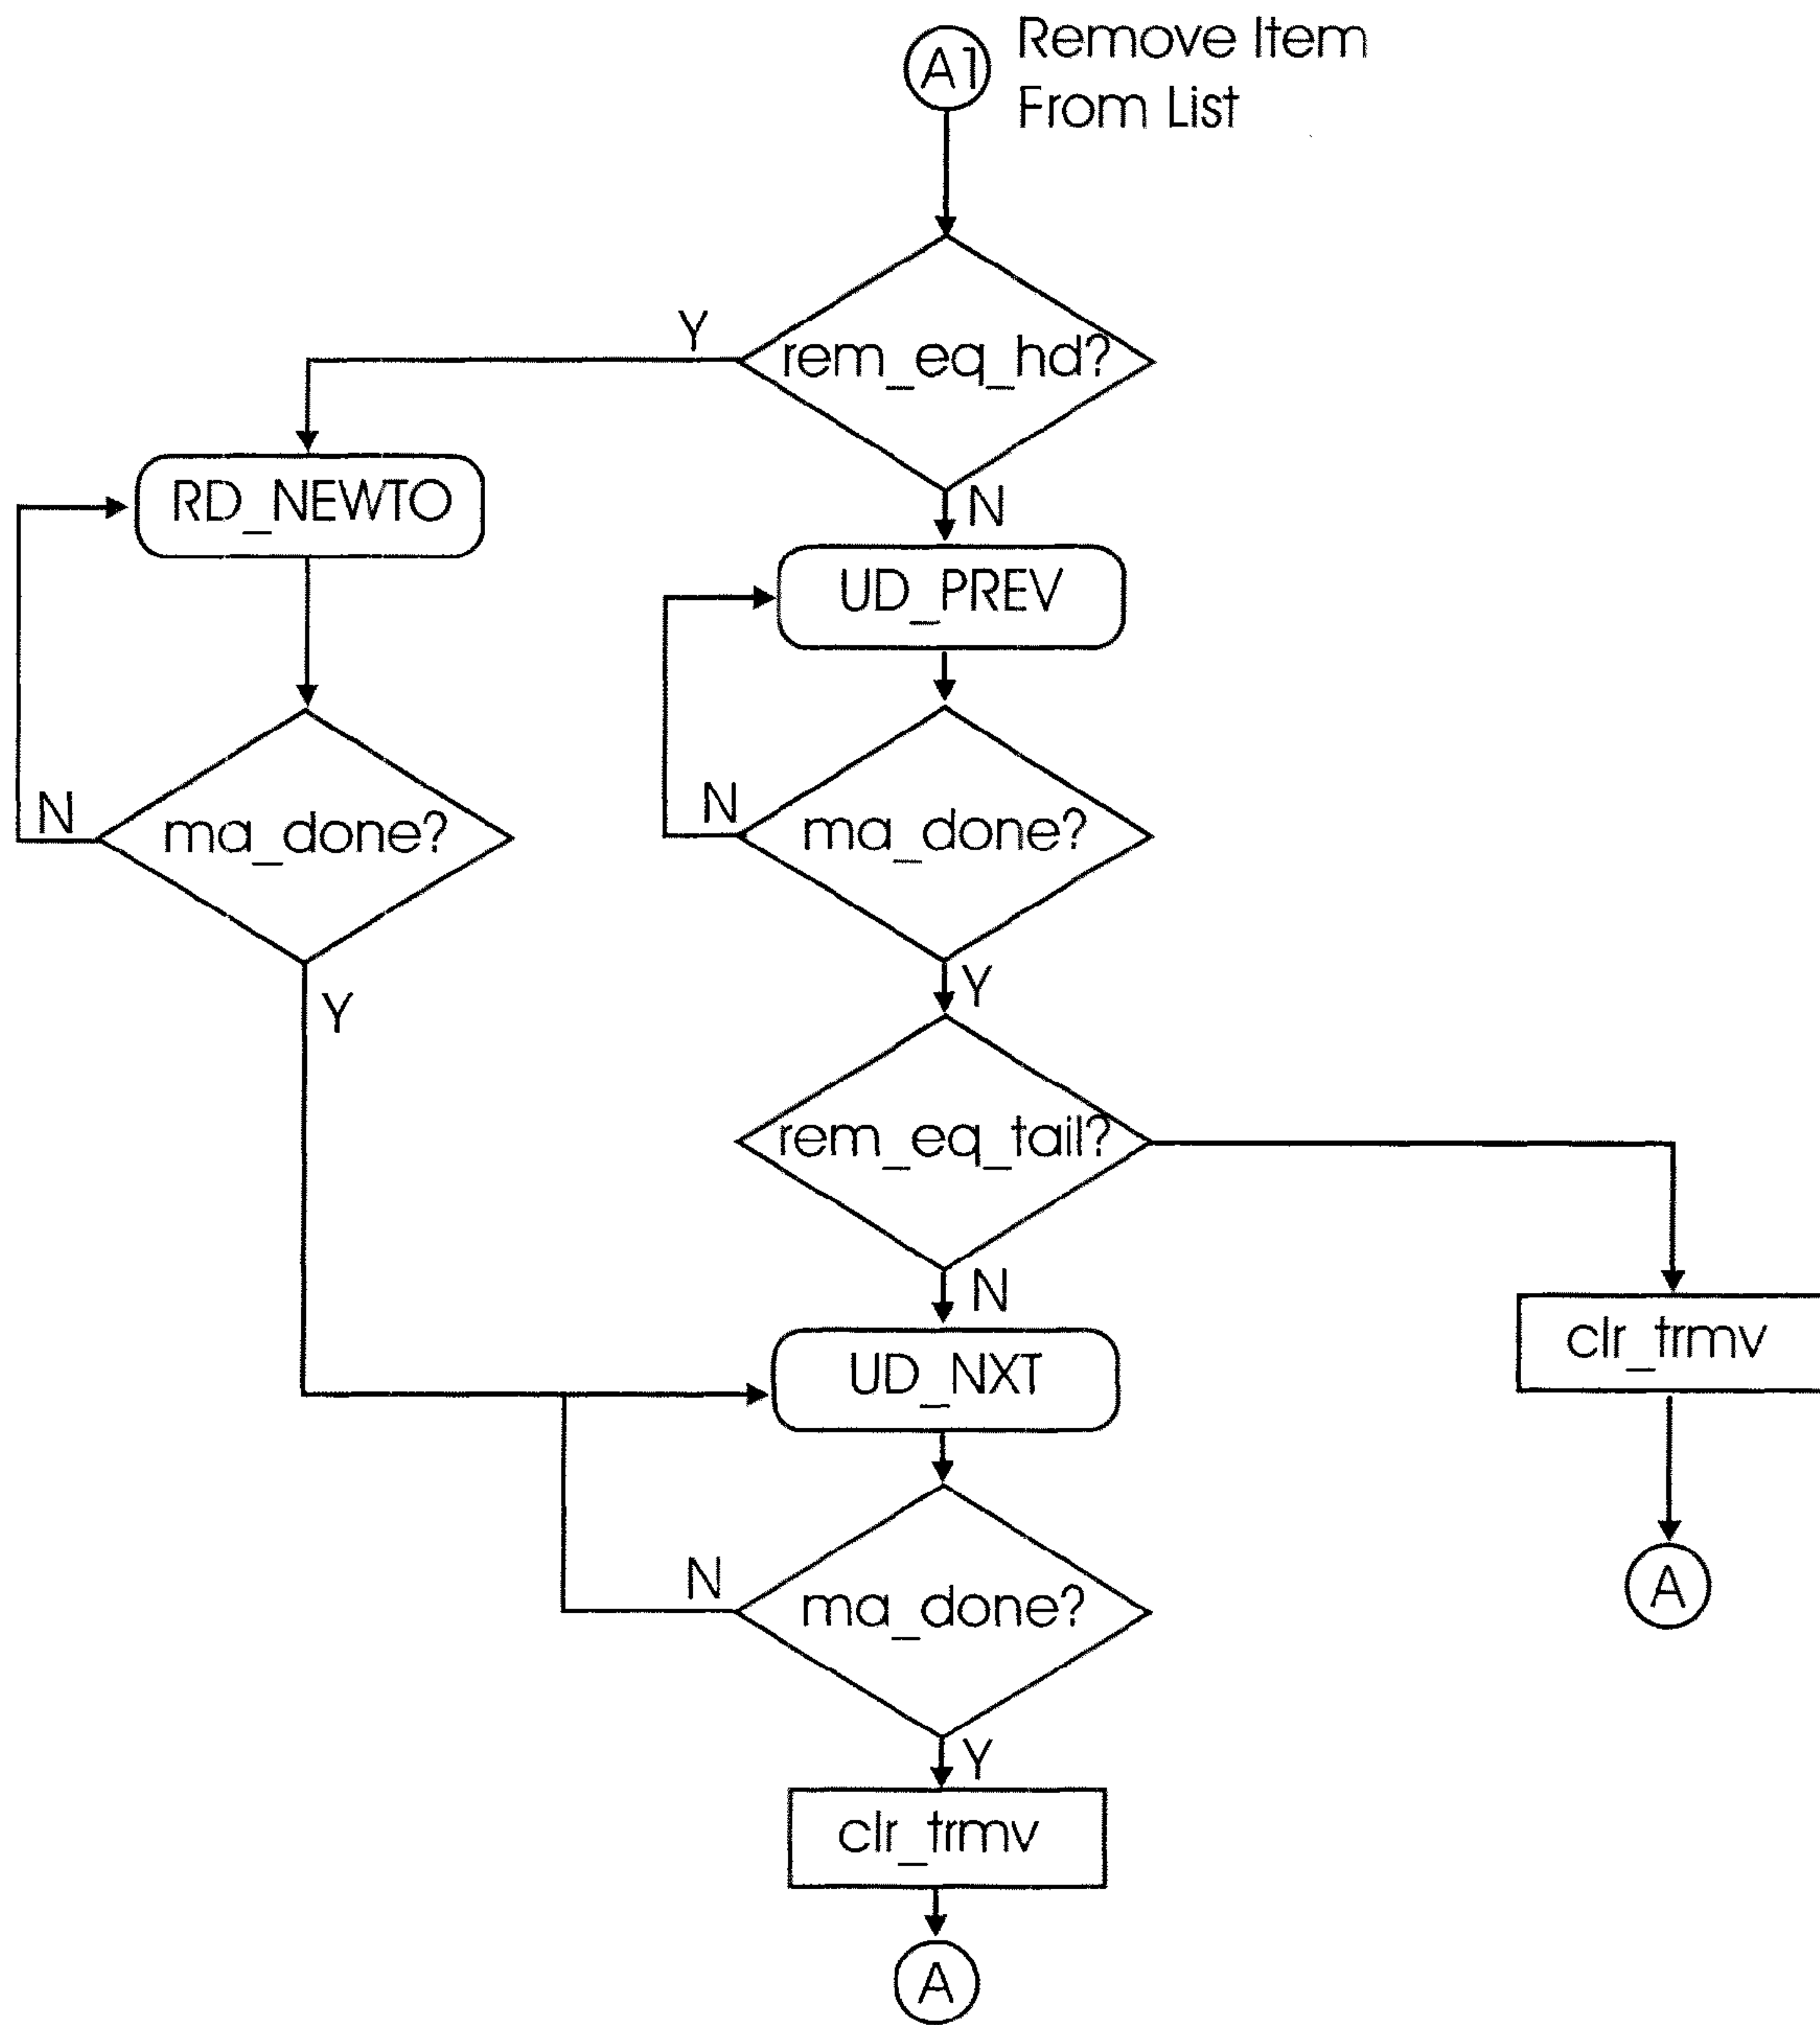 A1
Remove Item
From List
Y
rem_eq_hd?
RD_NEWTO
N
UD_PREV
N
ma_done?
N
ma_done?
Y
Y
rem_eq_tail?
N
UD_NXT
clr_trmv
N
ma_done?
A
Y
clr_trmv
A